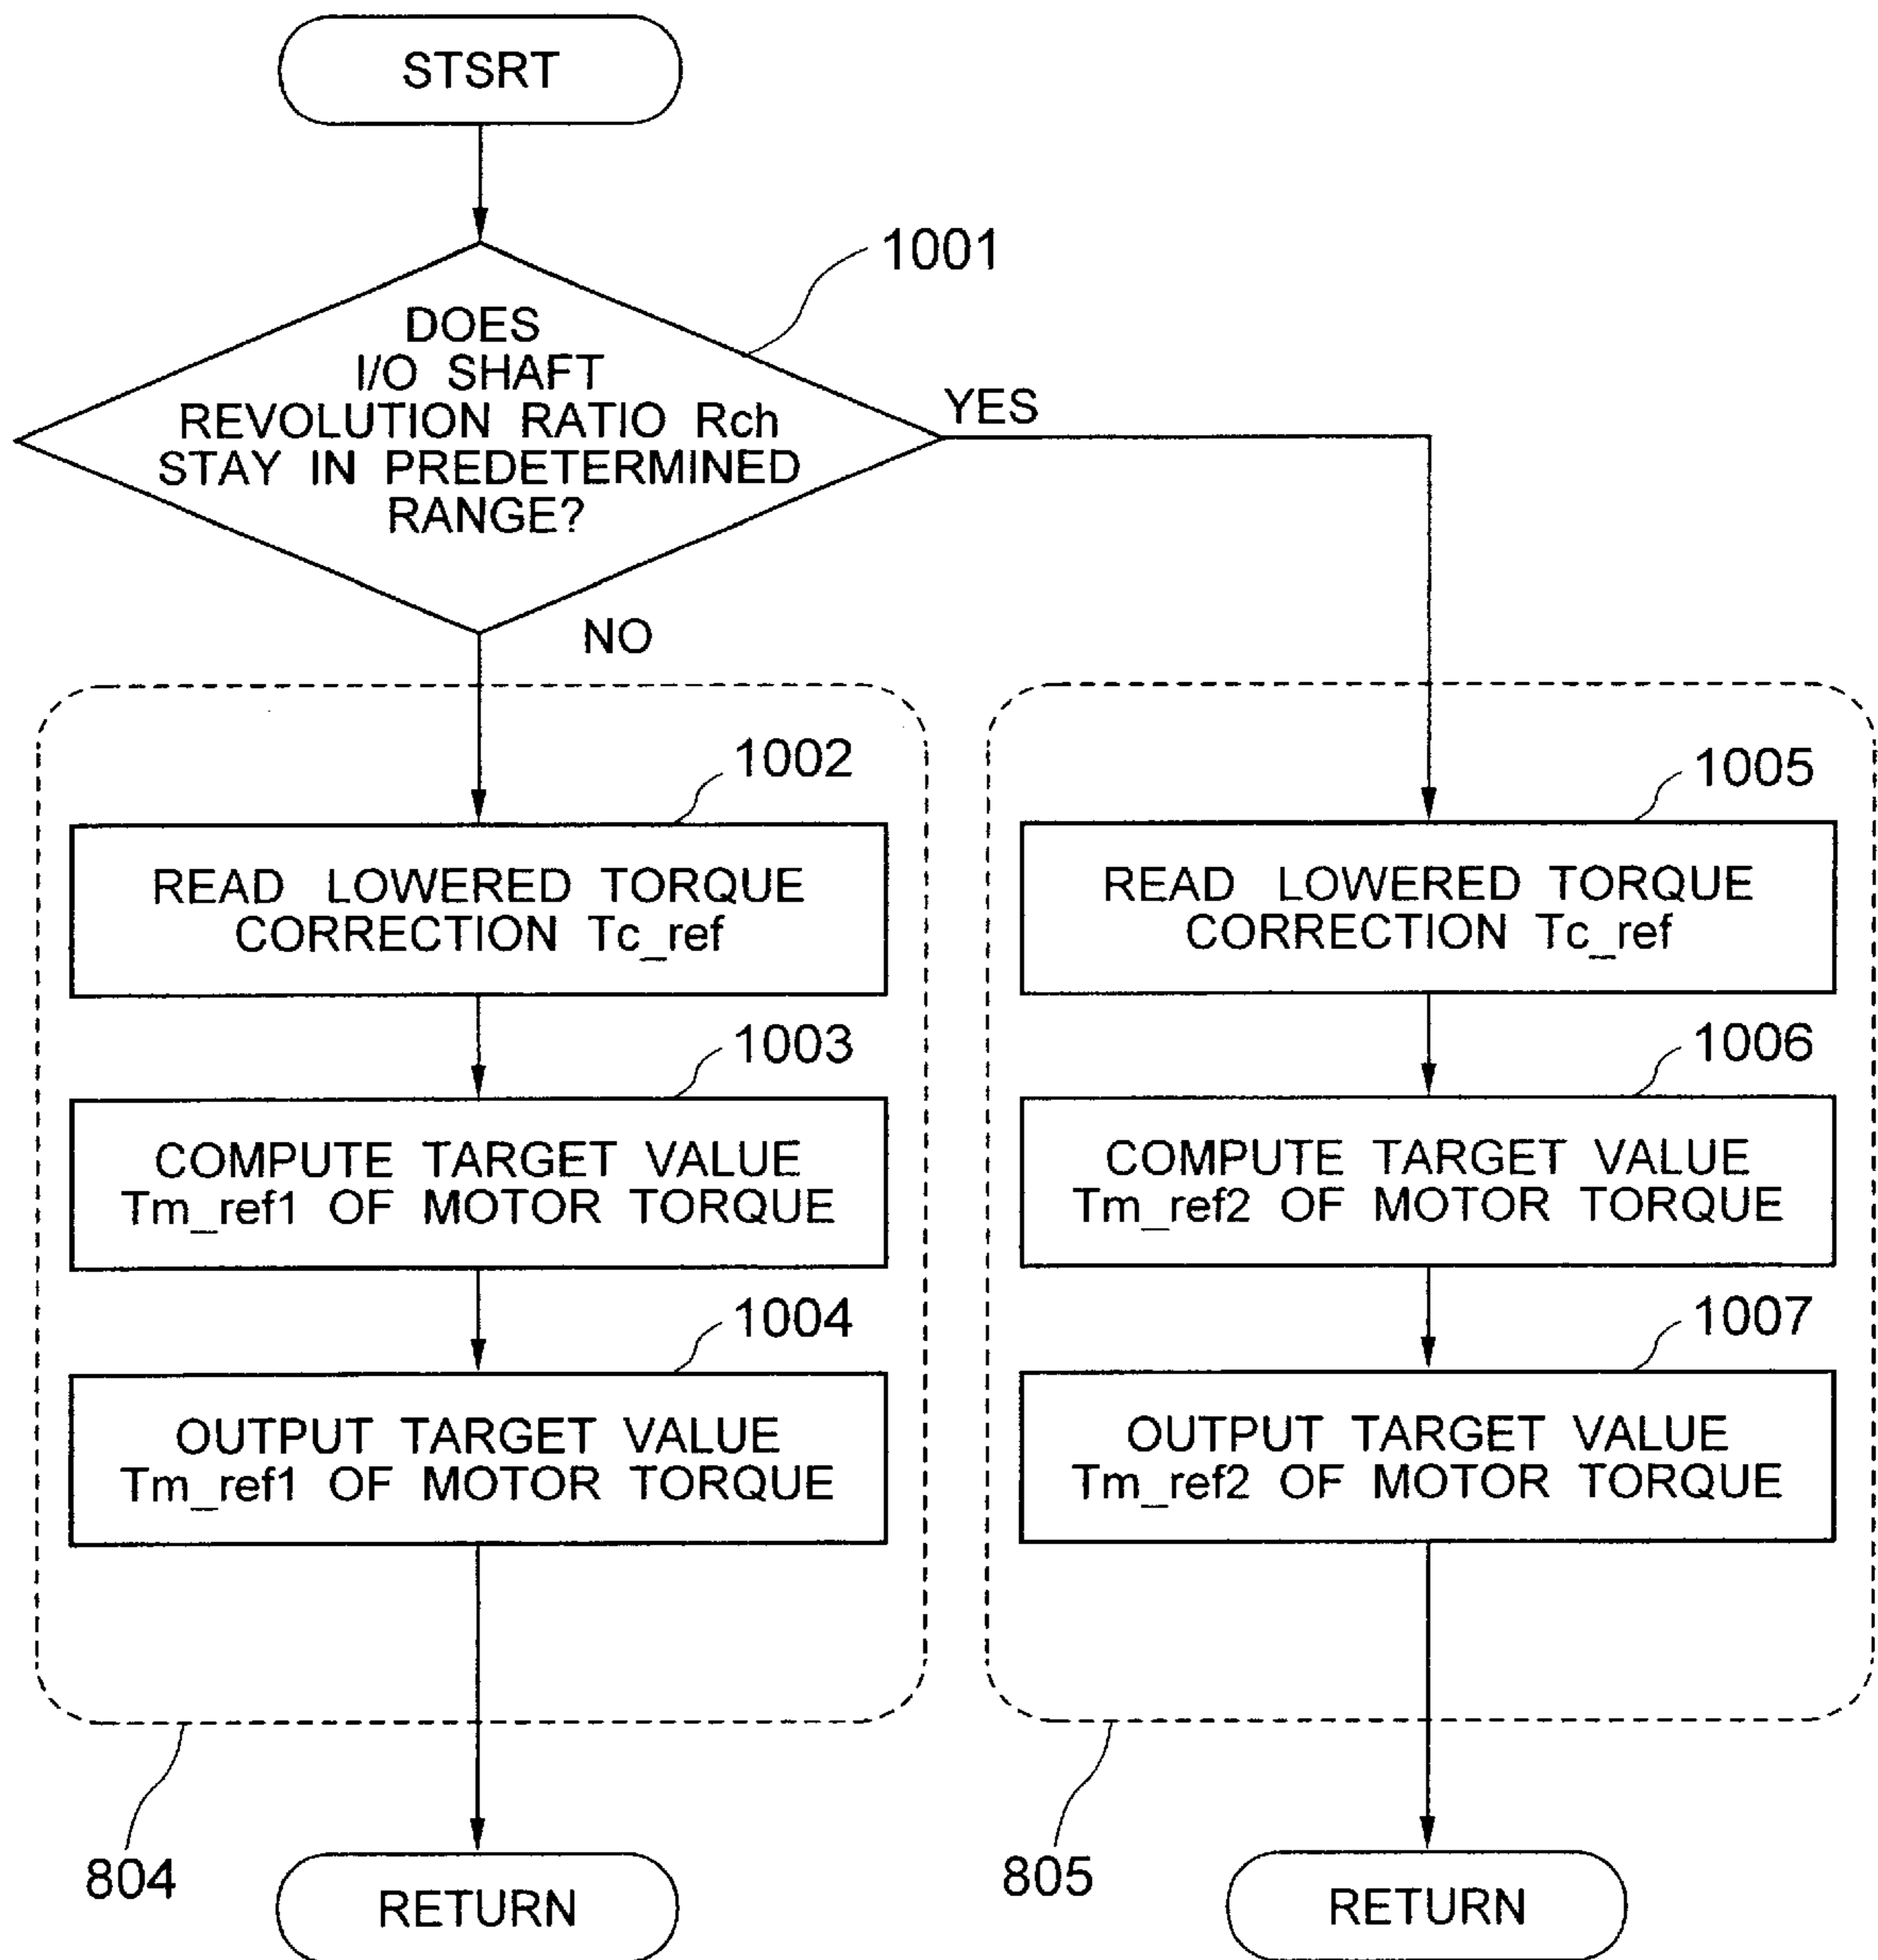 STSRT
1001
DOES
I/O SHAFT
REVOLUTION RATIO Rch
STAY IN PREDETERMINED
RANGE?
YES
NO
1002
READ LOWERED TORQUE
CORRECTION Tc_ref
1003
COMPUTE TARGET VALUE
Tm_ref1 OF MOTOR TORQUE
1004
OUTPUT TARGET VALUE
Tm_ref1 OF MOTOR TORQUE
804
RETURN
1005
READ LOWERED TORQUE
CORRECTION Tc_ref
1006
COMPUTE TARGET VALUE
Tm_ref2 OF MOTOR TORQUE
1007
OUTPUT TARGET VALUE
Tm_ref2 OF MOTOR TORQUE
805
RETURN